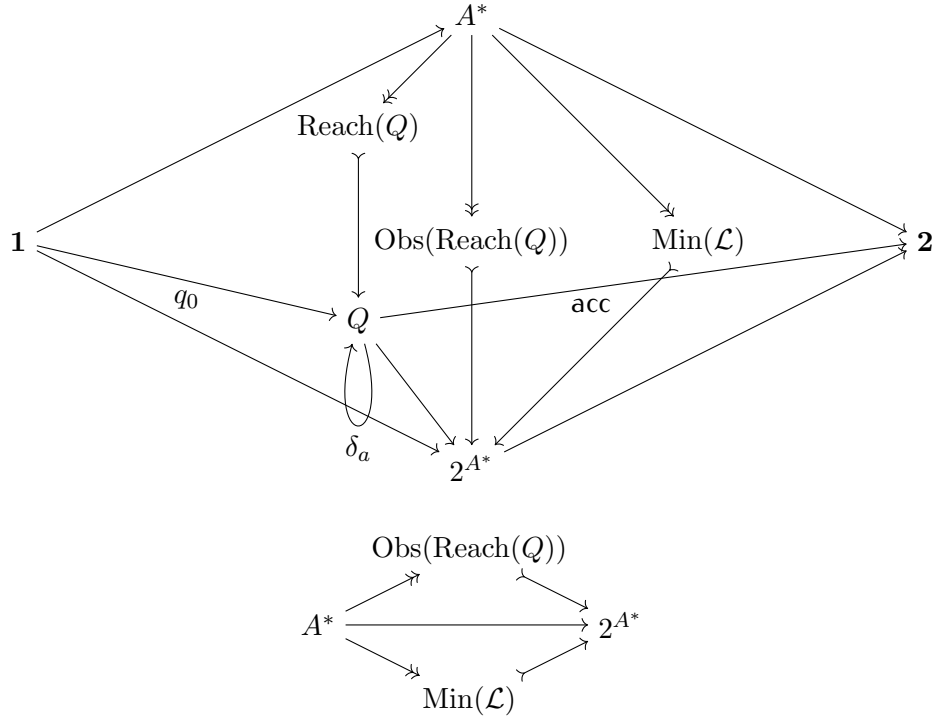 A*
Reach(Q)
1 Obs(Reach(Q)) Min(ℒ) 2
q₀ acc
Q
δₐ
2^{A*}
Obs(Reach(Q))
A* 2^{A*}
Min(ℒ)